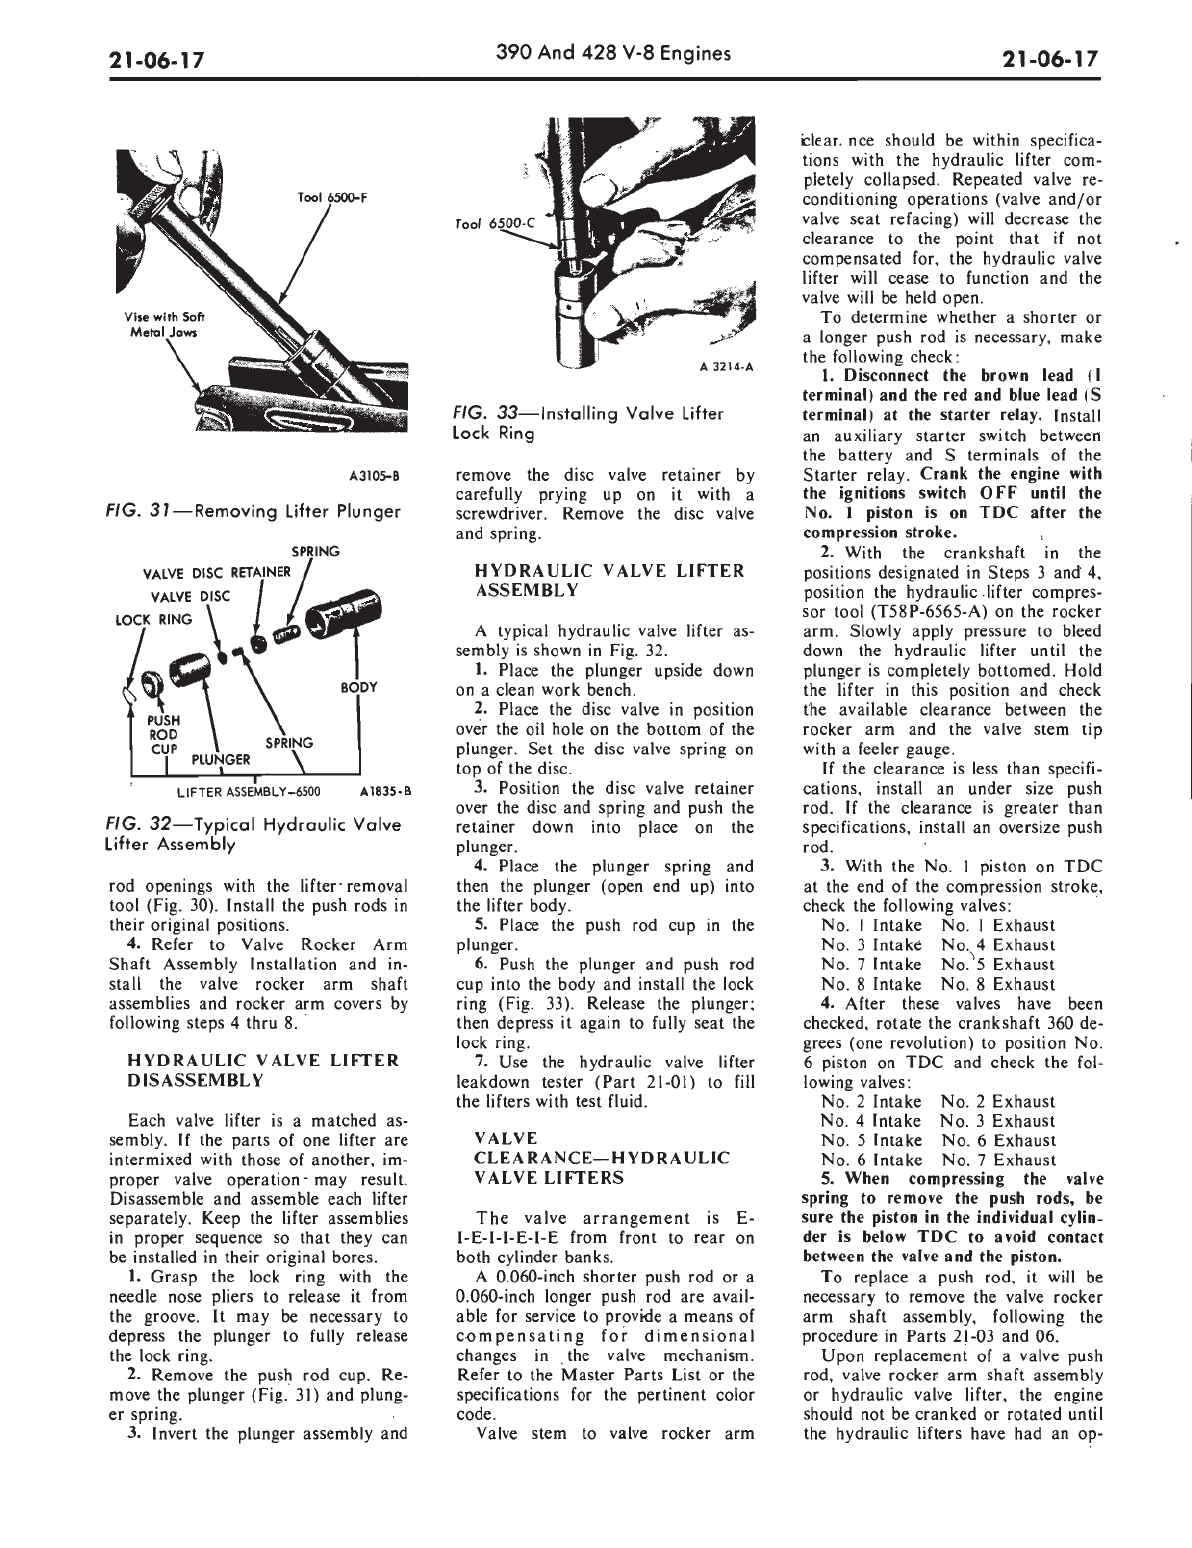 21-06-17
390 And 428 V-8 Engines
21-06-17
Tool 6500-F
Vise with Soft
Metal Jaws
A3105-B
FIG. 31—Removing Lifter Plunger
SPRING
VALVE DISC RETAINER
VALVE DISC
LOCK RING
BODY
PUSH
ROD
CUP
SPRING
PLUNGER
LIFTER ASSEMBLY-6500
A1835-B
FIG. 32—Typical Hydraulic Valve
Lifter Assembly
rod openings with the lifter removal
tool (Fig. 30). Install the push rods in
their original positions.
4. Refer to Valve Rocker Arm
Shaft Assembly Installation and in-
stall the valve rocker arm shaft
assemblies and rocker arm covers by
following steps 4 thru 8.
HYDRAULIC VALVE LIFTER
DISASSEMBLY
Each valve lifter is a matched as-
sembly. If the parts of one lifter are
intermixed with those of another, im-
proper valve operation may result.
Disassemble and assemble each lifter
separately. Keep the lifter assemblies
in proper sequence so that they can
be installed in their original bores.
1. Grasp the lock ring with the
needle nose pliers to release it from
the groove. It may be necessary to
depress the plunger to fully release
the lock ring.
2. Remove the push rod cup. Re-
move the plunger (Fig. 31) and plung-
er spring.
3. Invert the plunger assembly and
Tool 6500-C
A 3214-A
FIG. 33—Installing Valve Lifter
Lock Ring
remove the disc valve retainer by
carefully prying up on it with a
screwdriver. Remove the disc valve
and spring.
HYDRAULIC VALVE LIFTER
ASSEMBLY
A typical hydraulic valve lifter as-
sembly is shown in Fig. 32.
1. Place the plunger upside down
on a clean work bench.
2. Place the disc valve in position
over the oil hole on the bottom of the
plunger. Set the disc valve spring on
top of the disc.
3. Position the disc valve retainer
over the disc and spring and push the
retainer down into place on the
plunger.
4. Place the plunger spring and
then the plunger (open end up) into
the lifter body.
5. Place the push rod cup in the
plunger.
6. Push the plunger and push rod
cup into the body and install the lock
ring (Fig. 33). Release the plunger;
then depress it again to fully seat the
lock ring.
7. Use the hydraulic valve lifter
leakdown tester (Part 21-01) to fill
the lifters with test fluid.
VALVE
CLEARANCE—HYDRAULIC
VALVE LIFTERS
The valve arrangement is E-
I-E-I-I-E-I-E from front to rear on
both cylinder banks.
A 0.060-inch shorter push rod or a
0.060-inch longer push rod are avail-
able for service to provide a means of
compensating for dimensional
changes in the valve mechanism.
Refer to the Master Parts List or the
specifications for the pertinent color
code.
Valve stem to valve rocker arm
clear. nce should be within specifica-
tions with the hydraulic lifter com-
pletely collapsed. Repeated valve re-
conditioning operations (valve and/or
valve seat refacing) will decrease the
clearance to the point that if not
compensated for, the hydraulic valve
lifter will cease to function and the
valve will be held open.
To determine whether a shorter or
a longer push rod is necessary, make
the following check:
1. Disconnect the brown lead (I
terminal) and the red and blue lead (S
terminal) at the starter relay. Install
an auxiliary starter switch between
the battery and S terminals of the
Starter relay. Crank the engine with
the ignitions switch OFF until the
No. 1 piston is on TDC after the
compression stroke.
2. With the crankshaft in the
positions designated in Steps 3 and 4,
position the hydraulic lifter compres-
sor tool (T58P-6565-A) on the rocker
arm. Slowly apply pressure to bleed
down the hydraulic lifter until the
plunger is completely bottomed. Hold
the lifter in this position and check
the available clearance between the
rocker arm and the valve stem tip
with a feeler gauge.
If the clearance is less than specifi-
cations, install an under size push
rod. If the clearance is greater than
specifications, install an oversize push
rod.
3. With the No. 1 piston on TDC
at the end of the compression stroke,
check the following valves:
No. 1 Intake No. 1 Exhaust
No. 3 Intake No. 4 Exhaust
No. 7 Intake No. 5 Exhaust
No. 8 Intake No. 8 Exhaust
4. After these valves have been
checked, rotate the crankshaft 360 de-
grees (one revolution) to position No.
6 piston on TDC and check the fol-
lowing valves:
No. 2 Intake No. 2 Exhaust
No. 4 Intake No. 3 Exhaust
No. 5 Intake No. 6 Exhaust
No. 6 Intake No. 7 Exhaust
5. When compressing the valve
spring to remove the push rods, be
sure the piston in the individual cylin-
der is below TDC to avoid contact
between the valve and the piston.
To replace a push rod, it will be
necessary to remove the valve rocker
arm shaft assembly, following the
procedure in Parts 21-03 and 06.
Upon replacement of a valve push
rod, valve rocker arm shaft assembly
or hydraulic valve lifter, the engine
should not be cranked or rotated until
the hydraulic lifters have had an op-